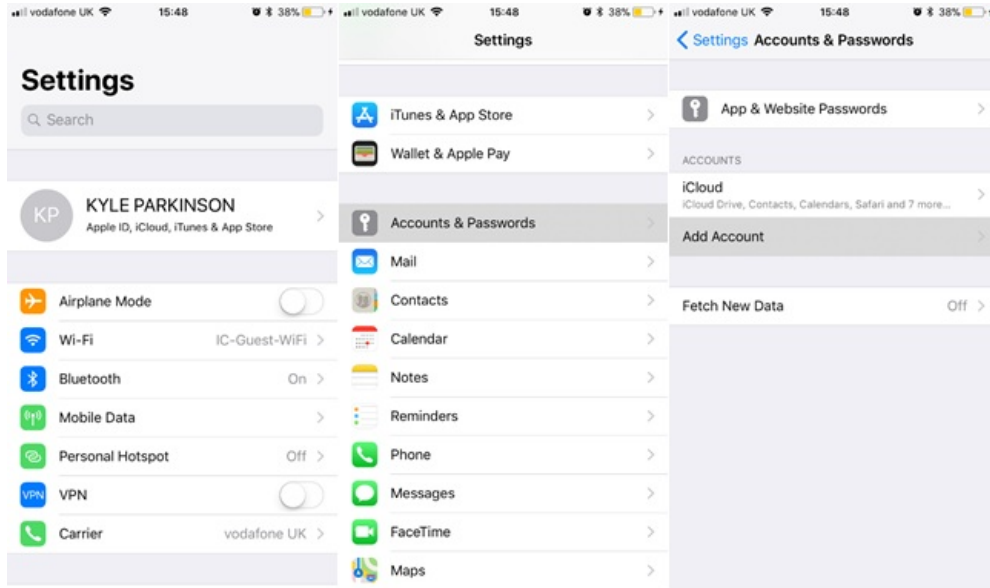 vodafone UK 15:48 38%
Settings
Search
KP
KYLE PARKINSON
Apple ID, iCloud, iTunes & App Store
Airplane Mode
Wi-Fi IC-Guest-WiFi
Bluetooth On
Mobile Data
Personal Hotspot Off
VPN VPN
Carrier vodafone UK
vodafone UK 15:48 38%
Settings
iTunes & App Store
Wallet & Apple Pay
Accounts & Passwords
Mail
Contacts
Calendar
Notes
Reminders
Phone
Messages
FaceTime
Maps
vodafone UK 15:48 38%
Settings Accounts & Passwords
App & Website Passwords
ACCOUNTS
iCloud
iCloud Drive, Contacts, Calendars, Safari and 7 more...
Add Account
Fetch New Data Off